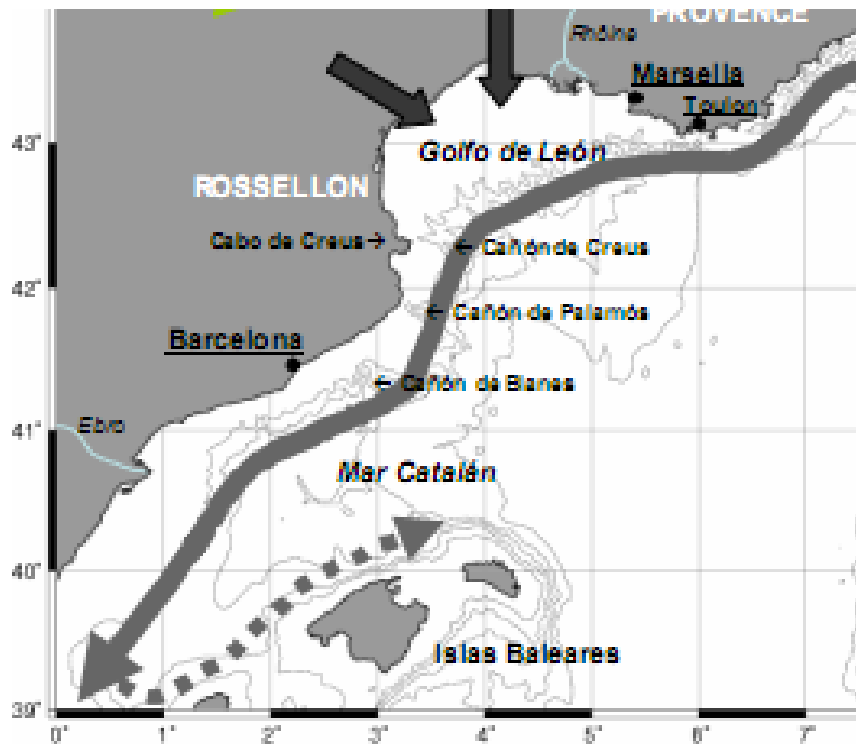 PROVENCE
Rhône
Marsella
Toulon
43°
Golfo de León
ROSSELLON
Cabo de Creus →
← Cañón de Creus
42°
← Cañón de Palamós
Barcelona
← Cañón de Blanes
41°
Ebro
Mar Catalán
40°
Islas Baleares
39°
0° 1° 2° 3° 4° 5° 6° 7°